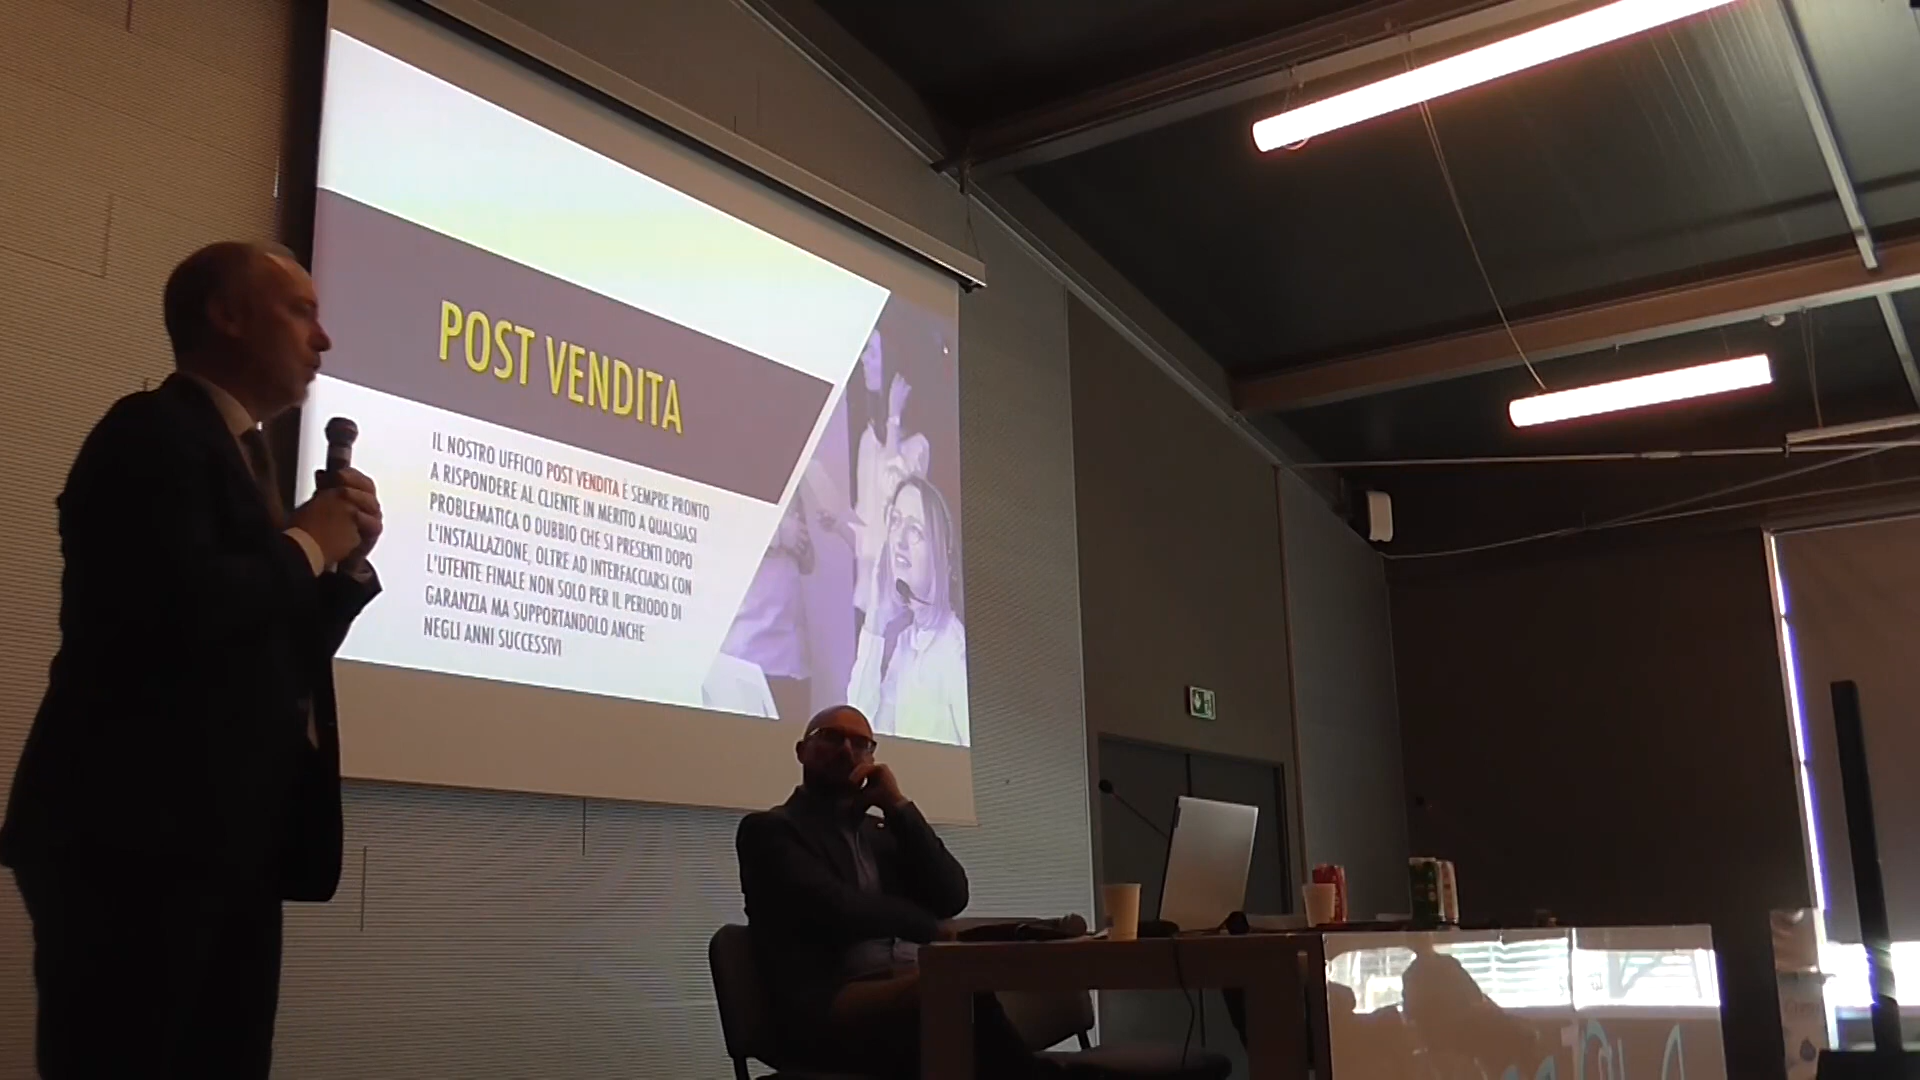 POST VENDITA
IL NOSTRO UFFICIO POST VENDITA È SEMPRE PRONTO
A RISPONDERE AL CLIENTE IN MERITO A QUALSIASI
PROBLEMATICA O DUBBIO CHE SI PRESENTI DOPO
L'INSTALLAZIONE, OLTRE AD INTERFACCIARSI CON
L'UTENTE FINALE NON SOLO PER IL PERIODO DI
GARANZIA MA SUPPORTANDOLO ANCHE
NEGLI ANNI SUCCESSIVI